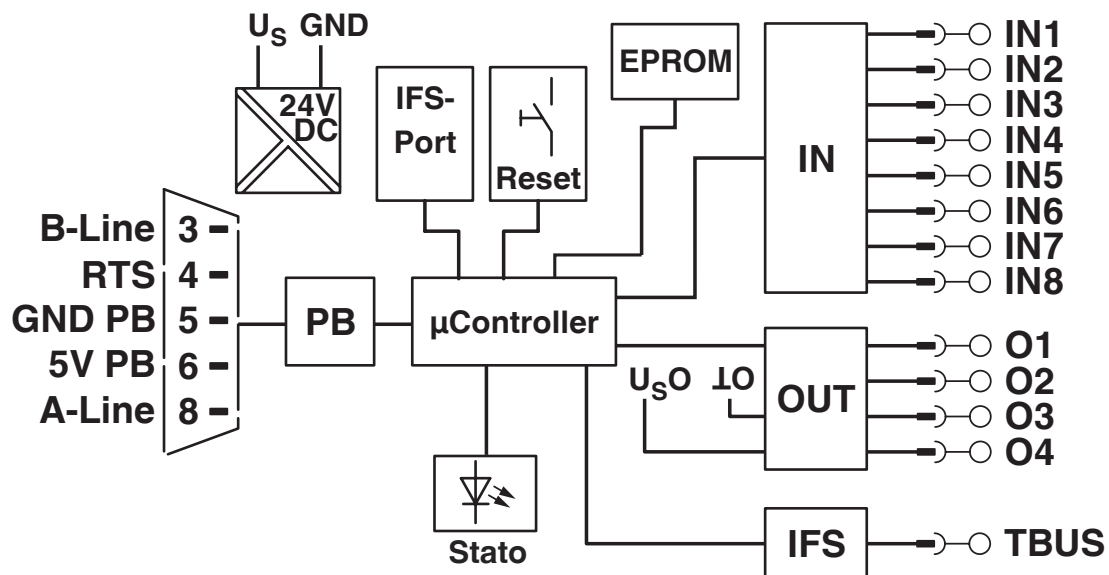 US GND
24V
DC
IFS-
Port
Reset
EPROM
IN
IN1
IN2
IN3
IN4
IN5
IN6
IN7
IN8
B-Line 3
RTS 4
GND PB 5
5V PB 6
A-Line 8
PB
µController
USO ⊥O
OUT
O1
O2
O3
O4
Stato
IFS
TBUS